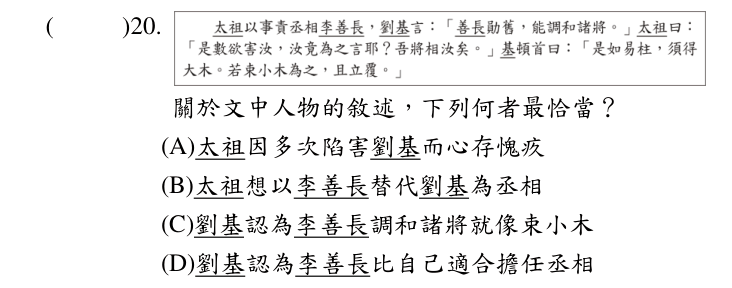 (　　)20. 太祖以事責丞相李善長，劉基言：「善長勛舊，能調和諸將。」太祖曰：
「是數欲害汝，汝竟為之言耶？吾將相汝矣。」基頓首曰：「是如易柱，須得
大木。若束小木為之，且立覆。」
關於文中人物的敘述，下列何者最恰當？
(A)太祖因多次陷害劉基而心存愧疚
(B)太祖想以李善長替代劉基為丞相
(C)劉基認為李善長調和諸將就像束小木
(D)劉基認為李善長比自己適合擔任丞相